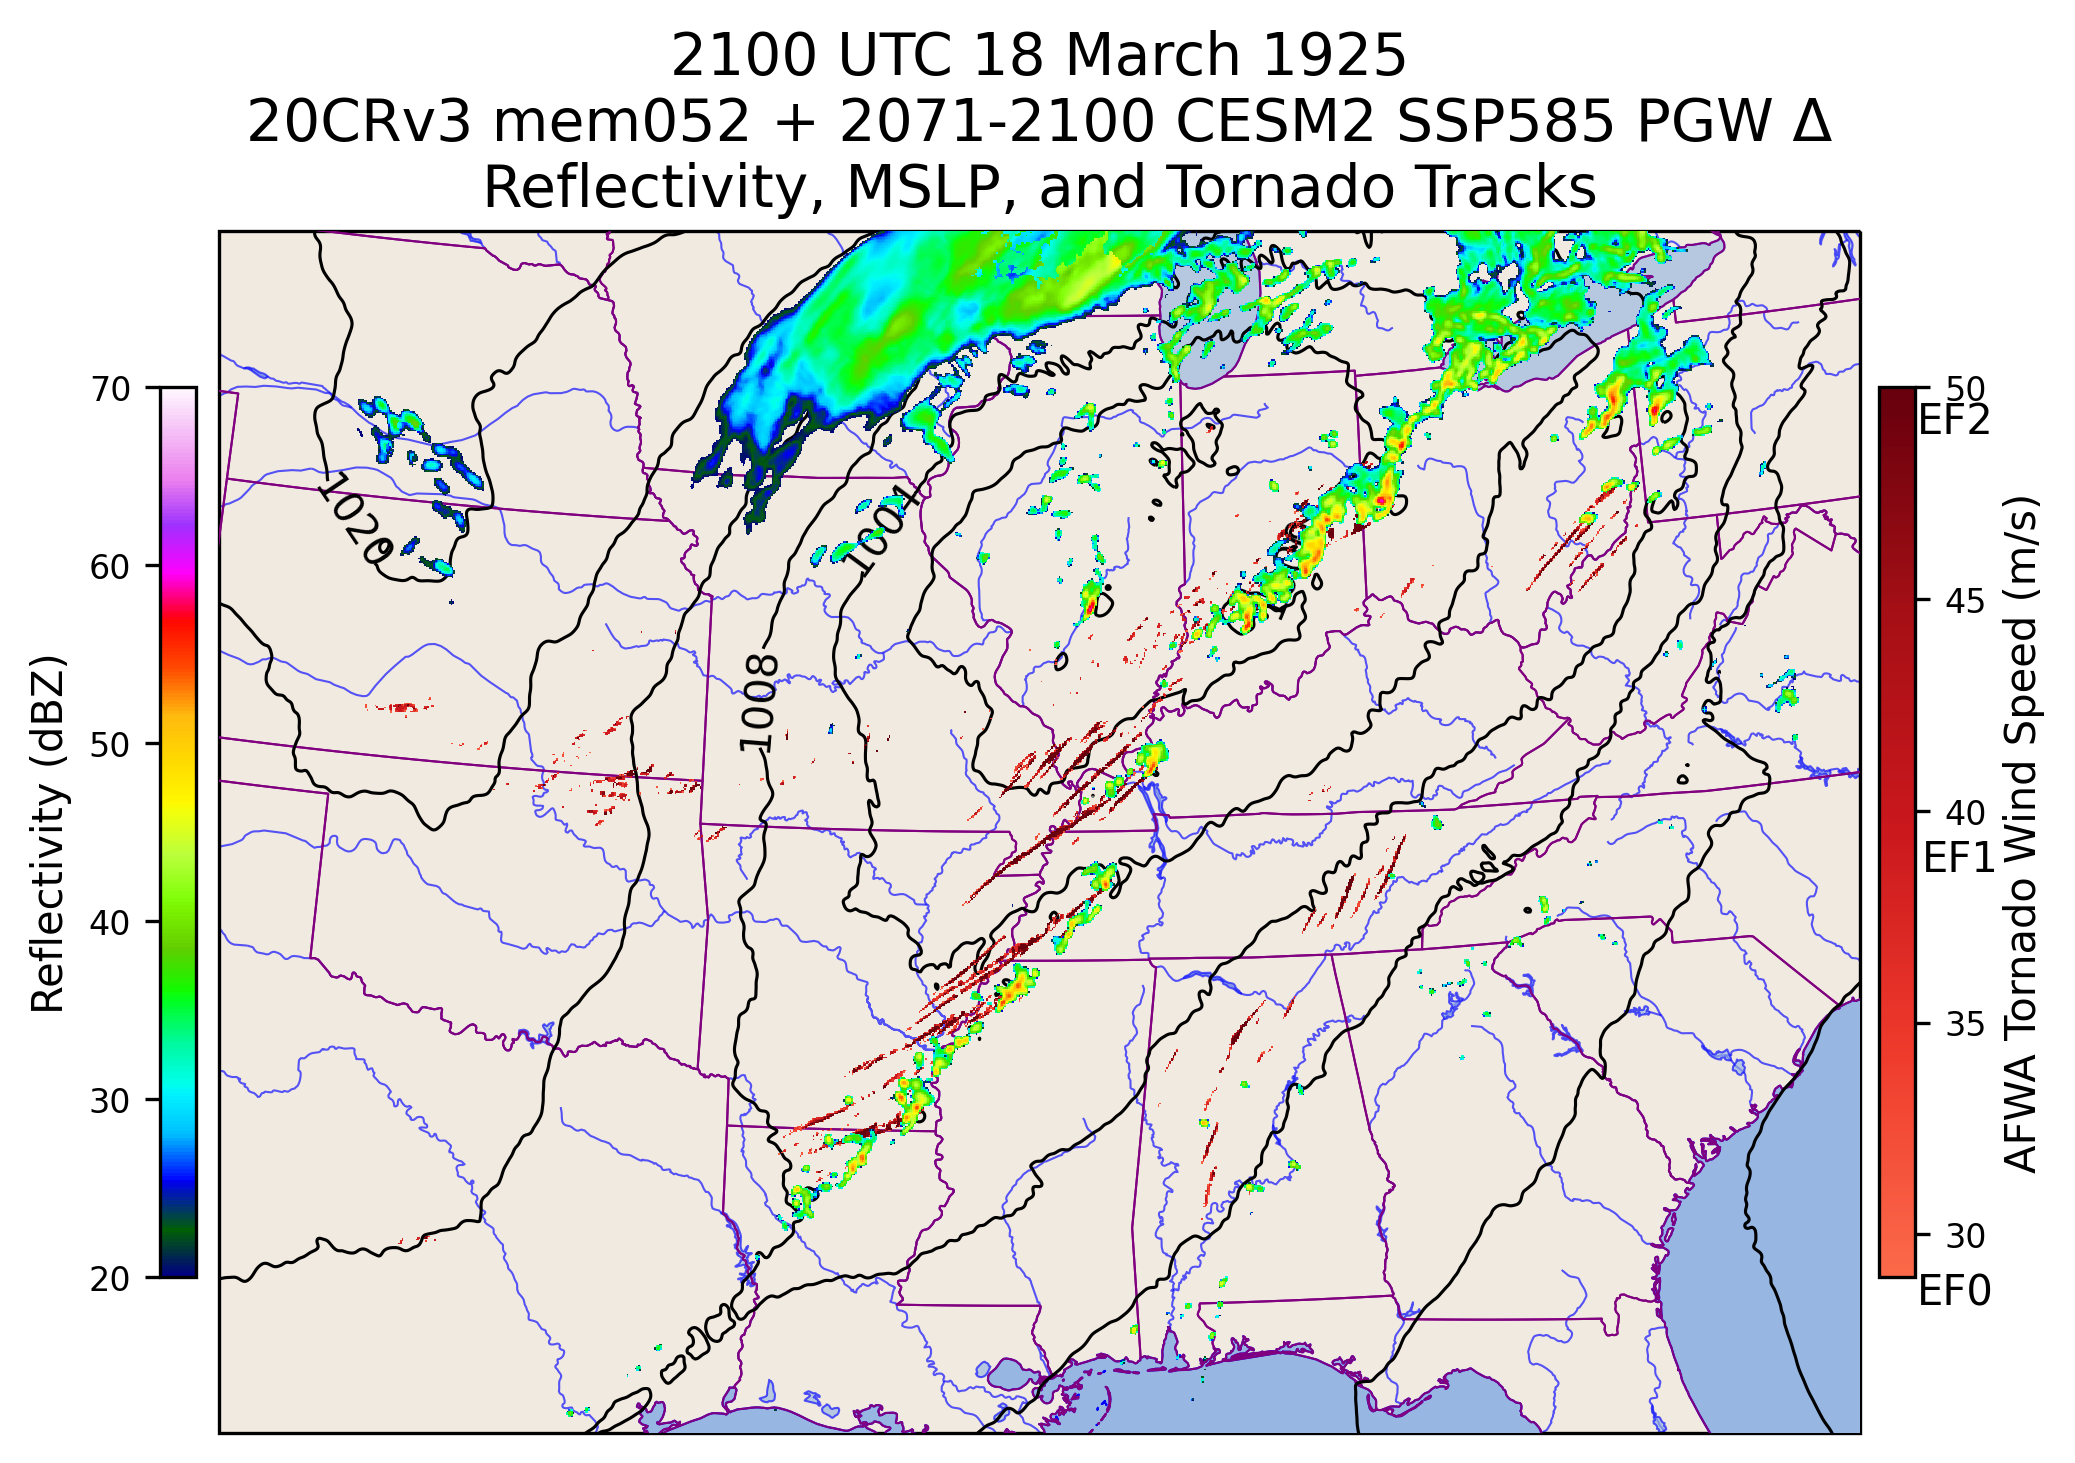 2100 UTC 18 March 1925
20CRv3 mem052 + 2071-2100 CESM2 SSP585 PGW Δ
Reflectivity, MSLP, and Tornado Tracks
70
60
50
40
30
20
Reflectivity (dBZ)
1020
1004
1008
50
EF2
45
40
EF1
35
30
EF0
AFWA Tornado Wind Speed (m/s)